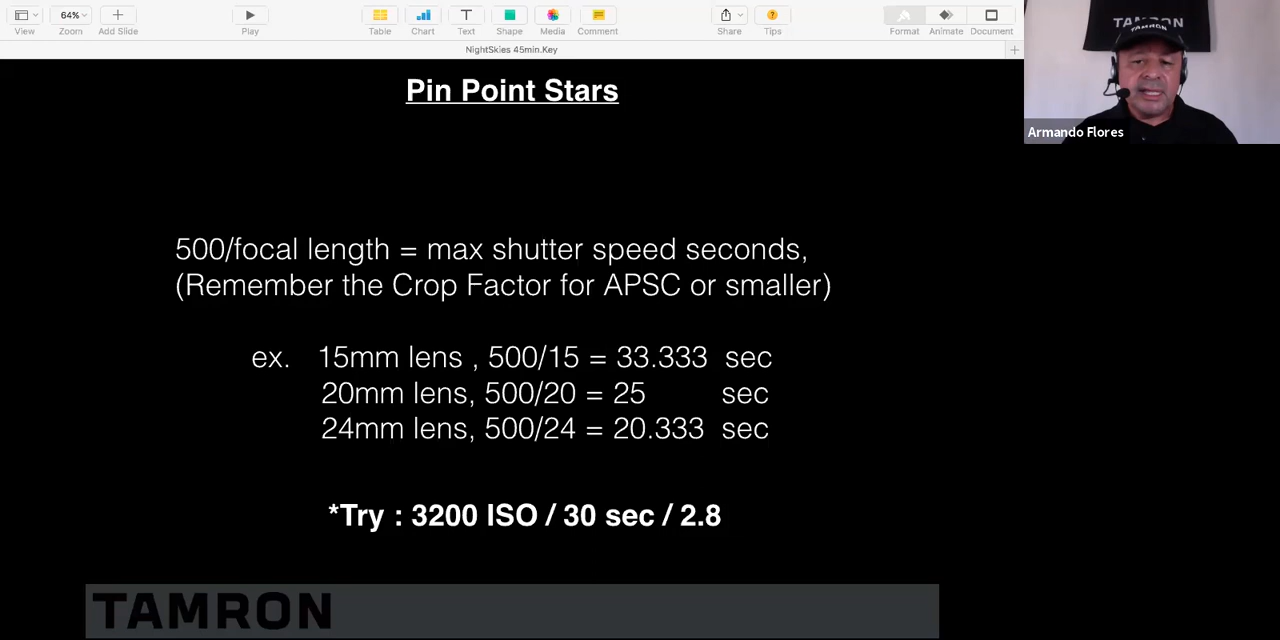 View
64%
Zoom
Add Slide
Play
Table
Chart
Text
Shape
Media
Comment
Share
Tips
Format
Animate
Document
NightSkies 45min.Key
Pin Point Stars
500/focal length = max shutter speed seconds,
(Remember the Crop Factor for APSC or smaller)
ex. 15mm lens , 500/15 = 33.333 sec
20mm lens, 500/20 = 25 sec
24mm lens, 500/24 = 20.333 sec
*Try : 3200 ISO / 30 sec / 2.8
TAMRON
TAMRON
TAMRON
Armando Flores